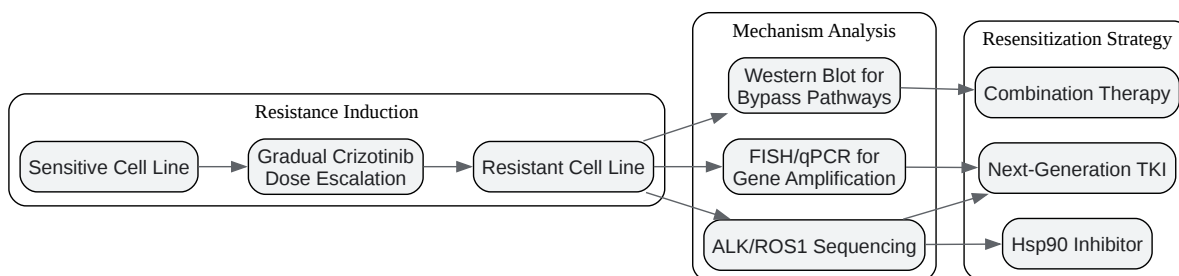 Resistance Induction
Sensitive Cell Line
Gradual Crizotinib
Dose Escalation
Resistant Cell Line
Mechanism Analysis
Western Blot for
Bypass Pathways
FISH/qPCR for
Gene Amplification
ALK/ROS1 Sequencing
Resensitization Strategy
Combination Therapy
Next-Generation TKI
Hsp90 Inhibitor